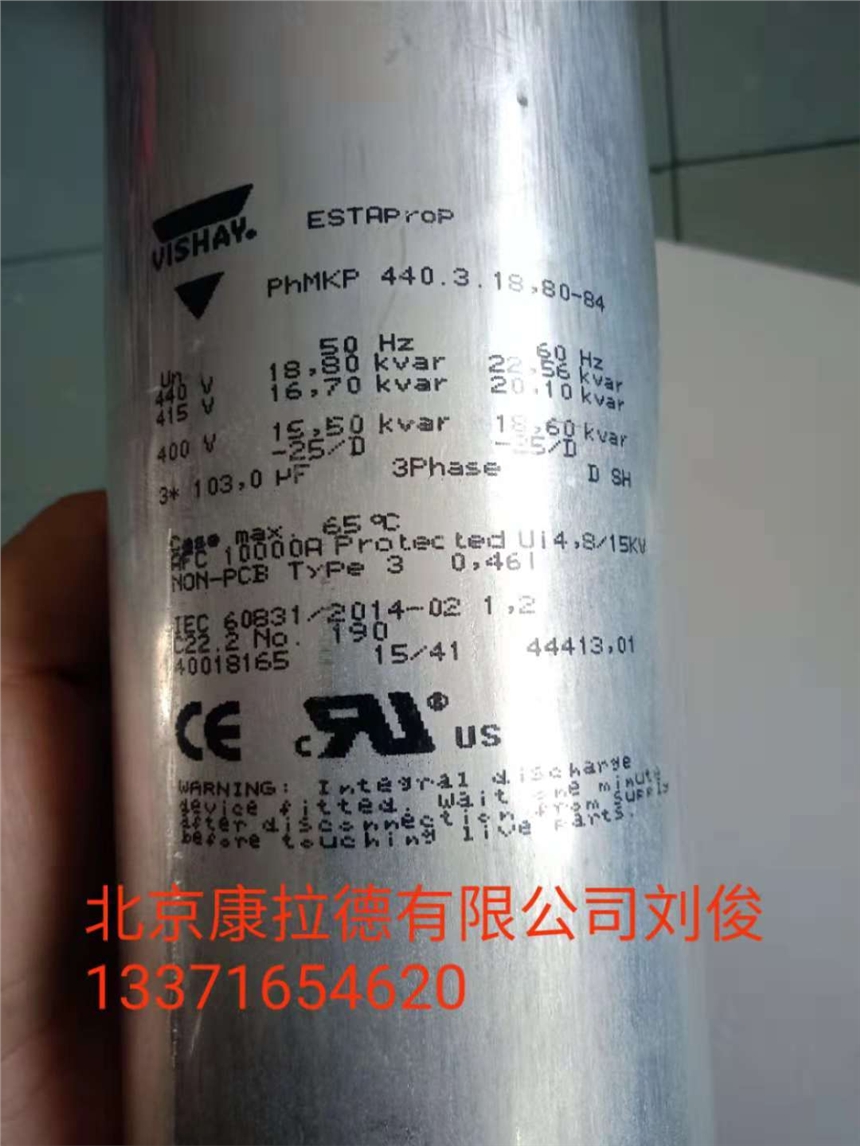 VISHAY.
ESTAProP
PhMKP 440.3.18,80-84
50 Hz 60 Hz
Un
440 V 18,80 kvar 22,56 kvar
415 V 16,70 kvar 20,10 kvar
400 V 15,50 kvar 18,60 kvar
-25/D -25/D
3* 103,0 µF 3Phase D SH
Case max. 65°C
AFC 10000A Protected Ui4,8/15KV
NON-PCB Type 3 0,46l
IEC 60831/2014-02 1,2
C22.2 No. 190
40018165 15/41 44413,01
CE c RU ® US
WARNING: Integral discharge
device fitted. Wait one minute
after disconnection from supply
before touching live parts.
北京康拉德有限公司刘俊
13371654620